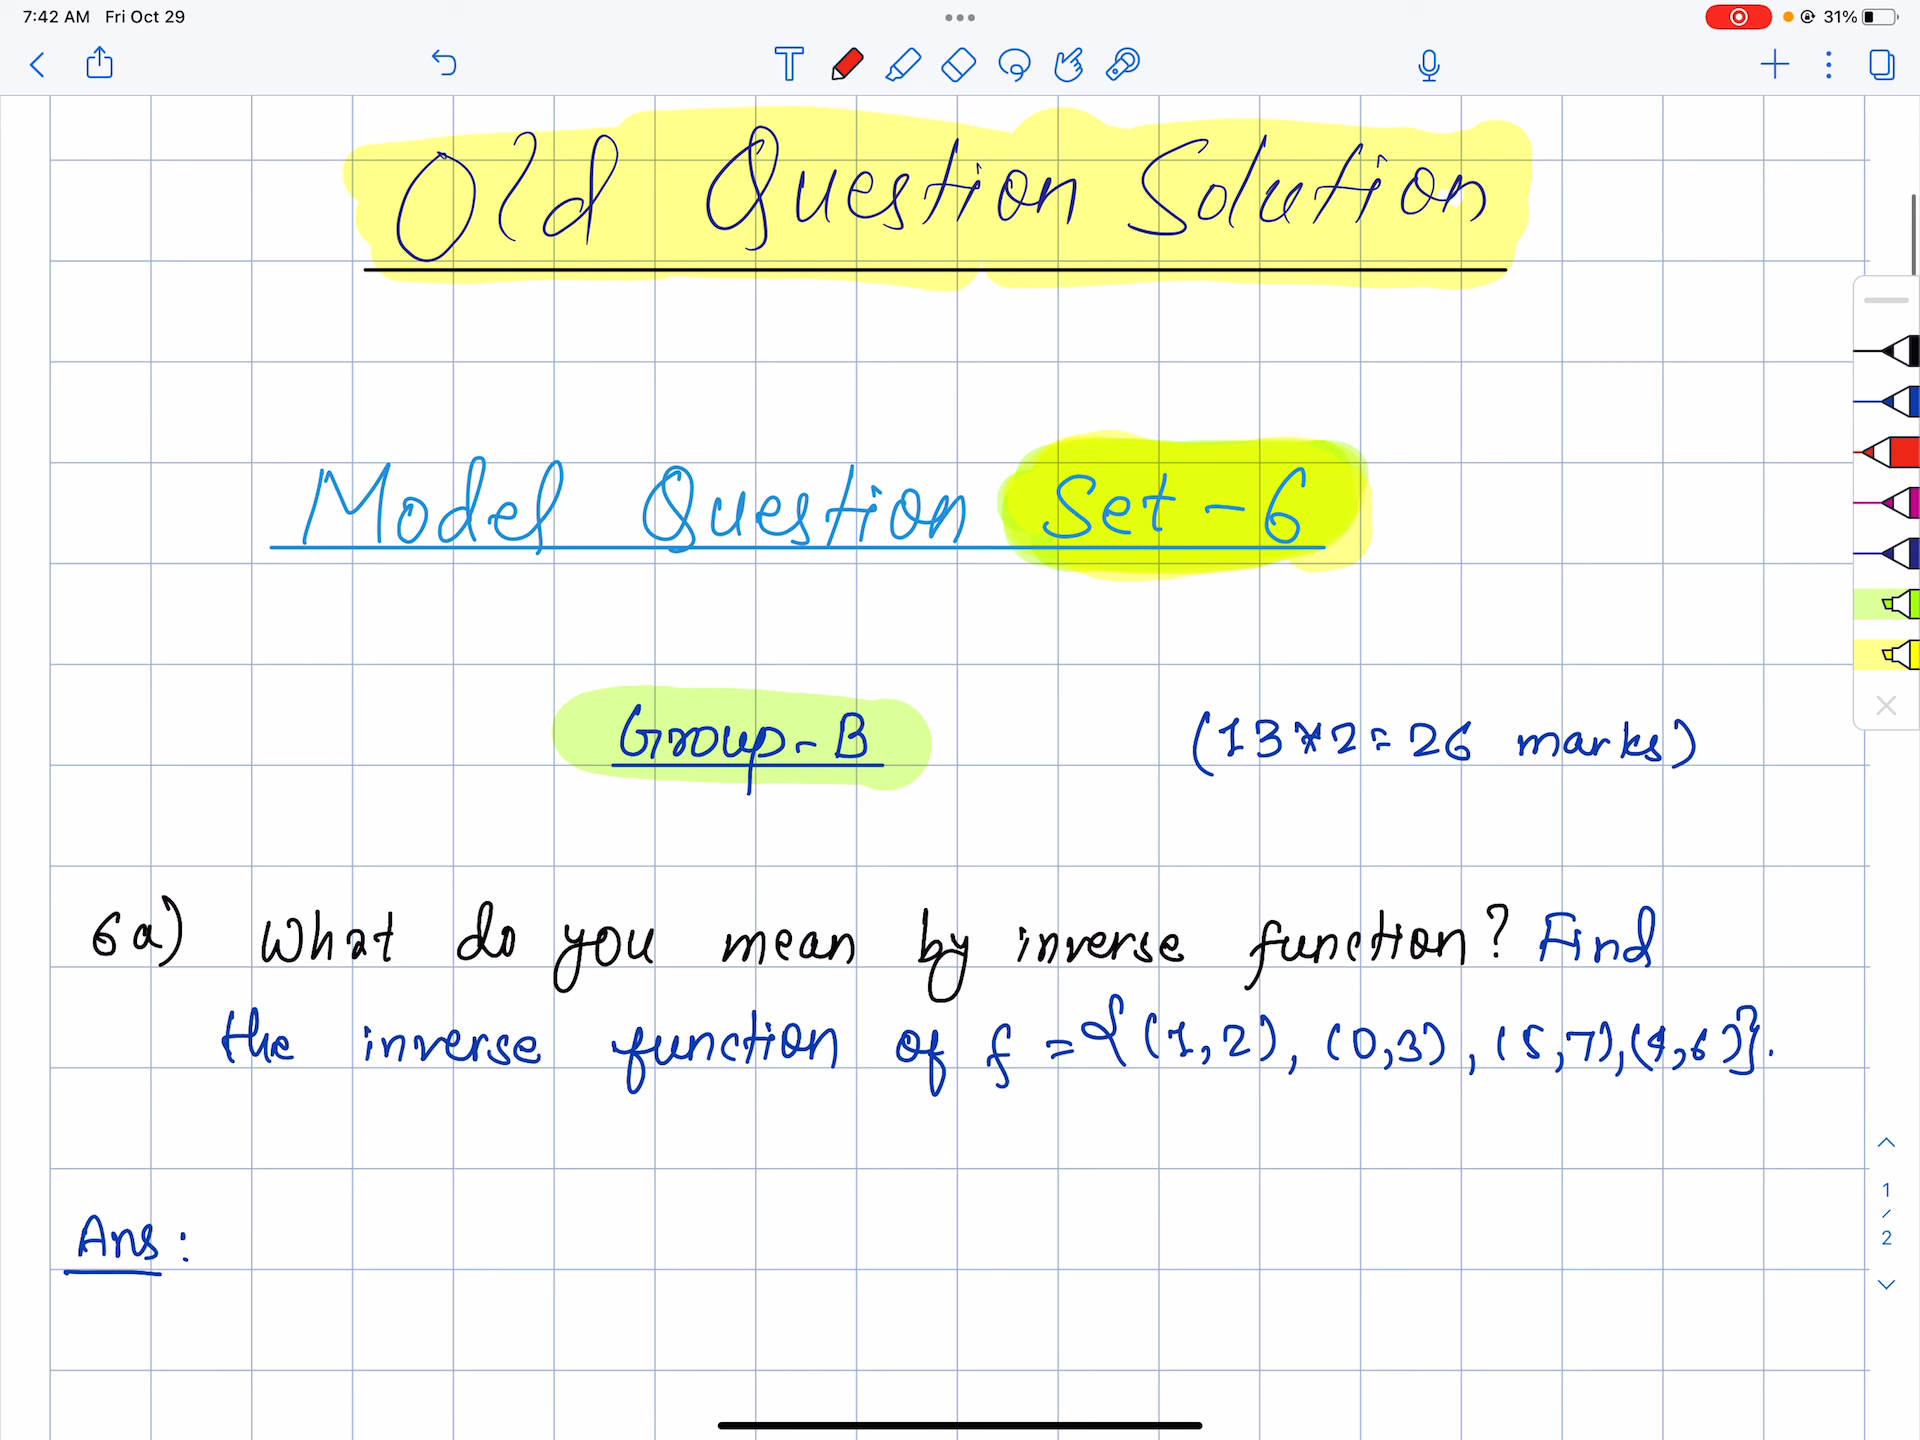 7:42 AM Fri Oct 29
31%
Old Question Solution
Model Question Set-6
Group-B (13*2=26 marks)
6a) What do you mean by inverse function? Find
the inverse function of f = {(1,2), (0,3), (5,7),(4,6)}.
Ans:
1
/
2